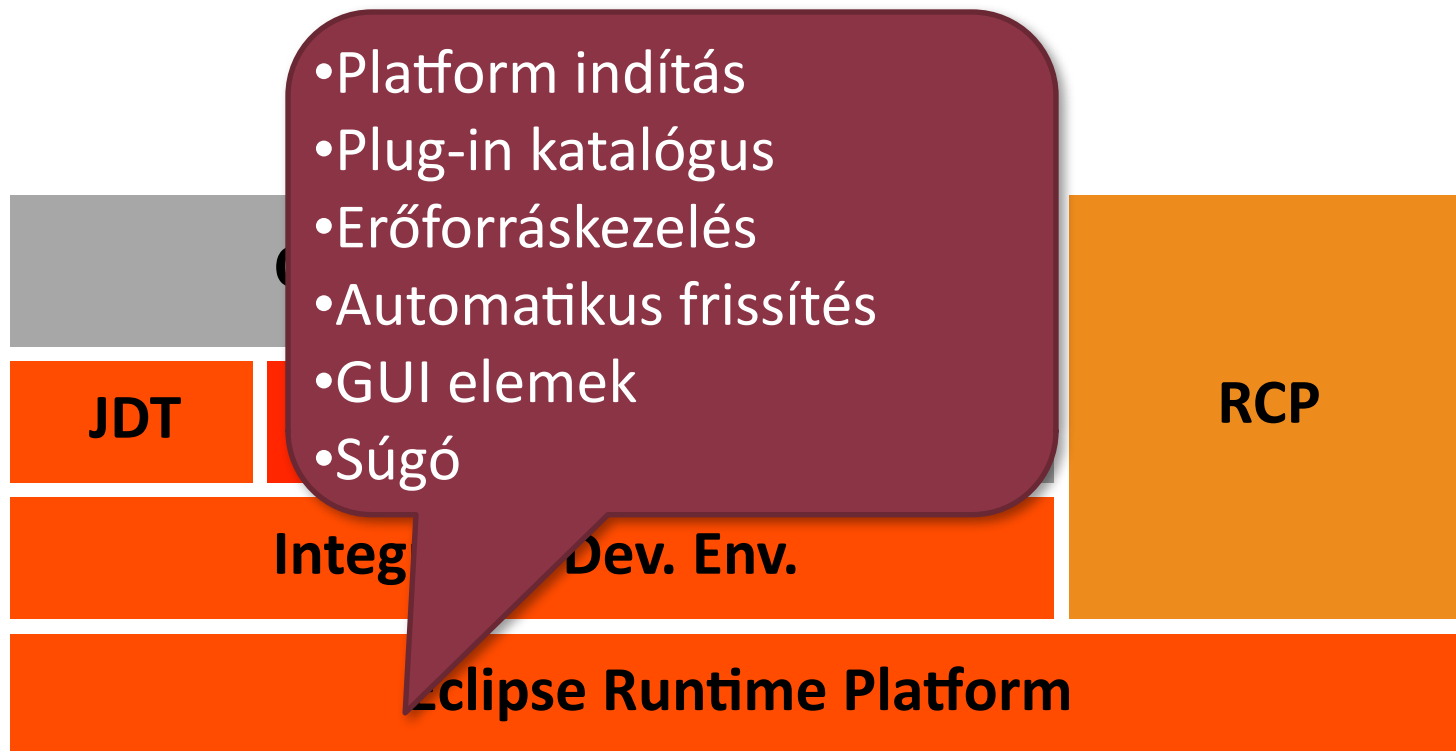 •Platform indítás
•Plug-in katalógus
•Erőforráskezelés
•Automatikus frissítés
•GUI elemek
•Súgó
JDT
RCP
Dev. Env.
Eclipse Runtime Platform